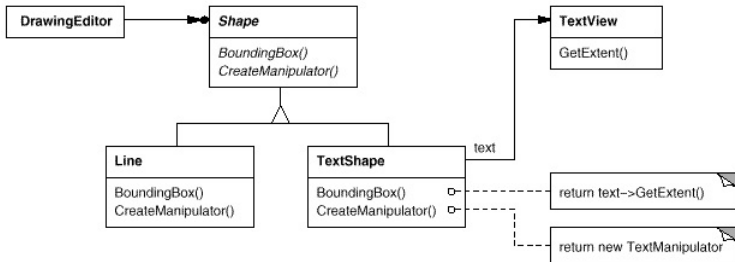 DrawingEditor
Shape
BoundingBox()
CreateManipulator()
TextView
GetExtent()
Line
BoundingBox()
CreateManipulator()
TextShape
BoundingBox()
CreateManipulator()
text
return text->GetExtent()
return new TextManipulator